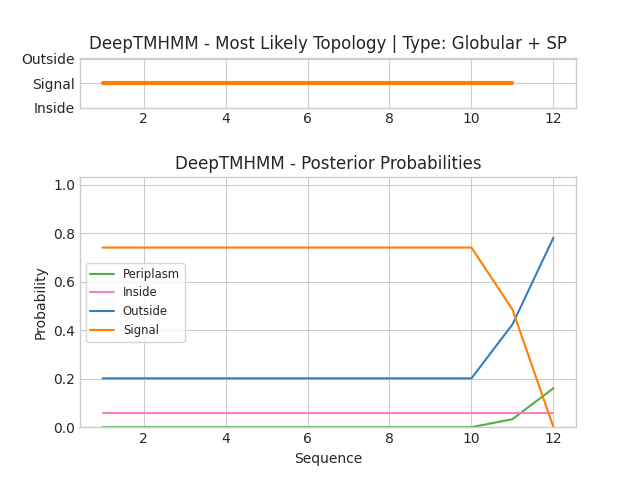 DeepTMHMM - Most Likely Topology | Type: Globular + SP
Outside
Signal
Inside
2 4 6 8 10 12
DeepTMHMM - Posterior Probabilities
1.0
0.8
0.6
0.4
0.2
0.0
Probability
Periplasm
Inside
Outside
Signal
2 4 6 8 10 12
Sequence